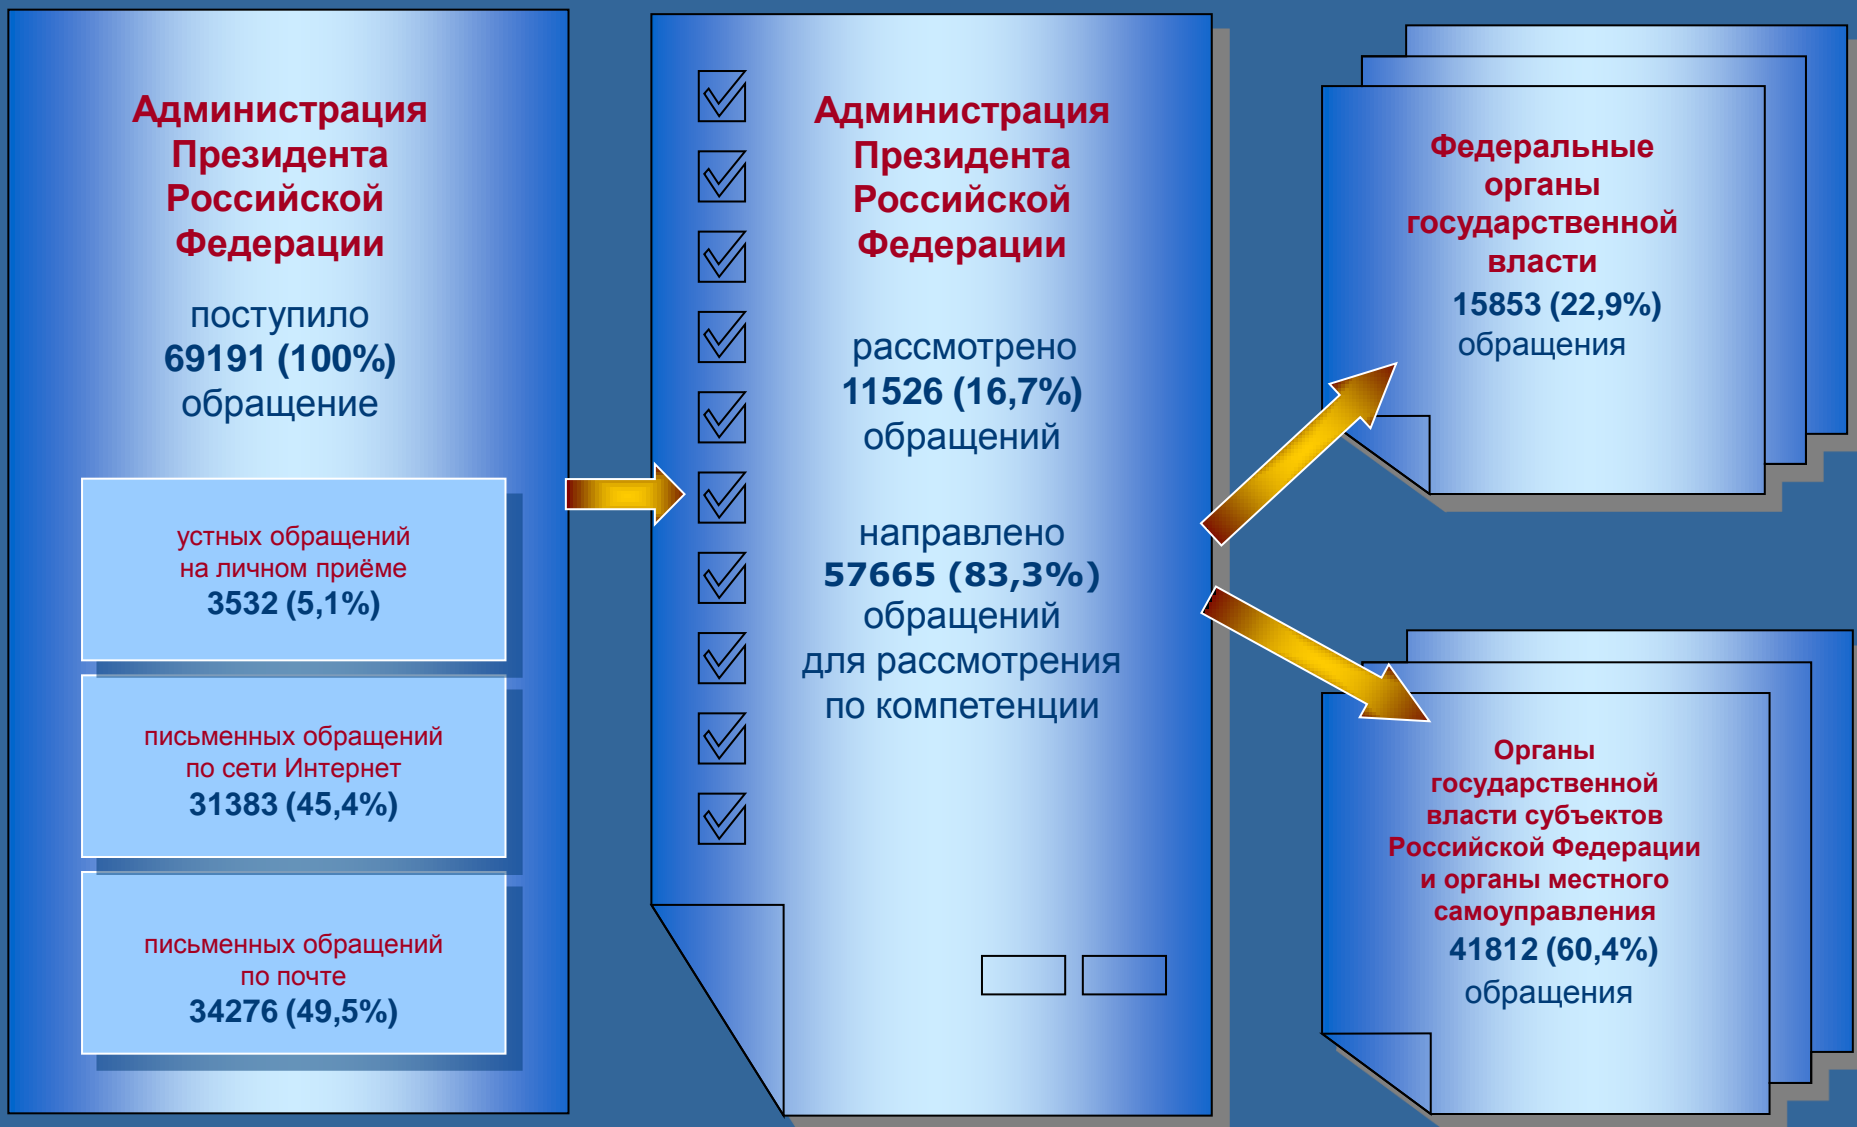 Администрация
Президента
Российской
Федерации
поступило
69191 (100%)
обращение
устных обращений
на личном приёме
3532 (5,1%)
письменных обращений
по сети Интернет
31383 (45,4%)
письменных обращений
по почте
34276 (49,5%)
Администрация
Президента
Российской
Федерации
рассмотрено
11526 (16,7%)
обращений
направлено
57665 (83,3%)
обращений
для рассмотрения
по компетенции
Федеральные
органы
государственной
власти
15853 (22,9%)
обращения
Органы
государственной
власти субъектов
Российской Федерации
и органы местного
самоуправления
41812 (60,4%)
обращения